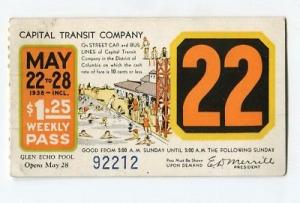 CAPITAL TRANSIT COMPANY
MAY
22 TO 28
1938 - INCL.
$1.25
WEEKLY
PASS
GLEN ECHO POOL
Opens May 28
On STREET CAR and BUS
LINES of Capital Transit
Company in the District of
Columbia on which the cash
rate of fare is 10 cents or less
22
92212
GOOD FROM 5:00 A.M. SUNDAY UNTIL 5:00 A.M. THE FOLLOWING SUNDAY
Pass Must Be Shown
UPON DEMAND
E.D. Merrill
PRESIDENT